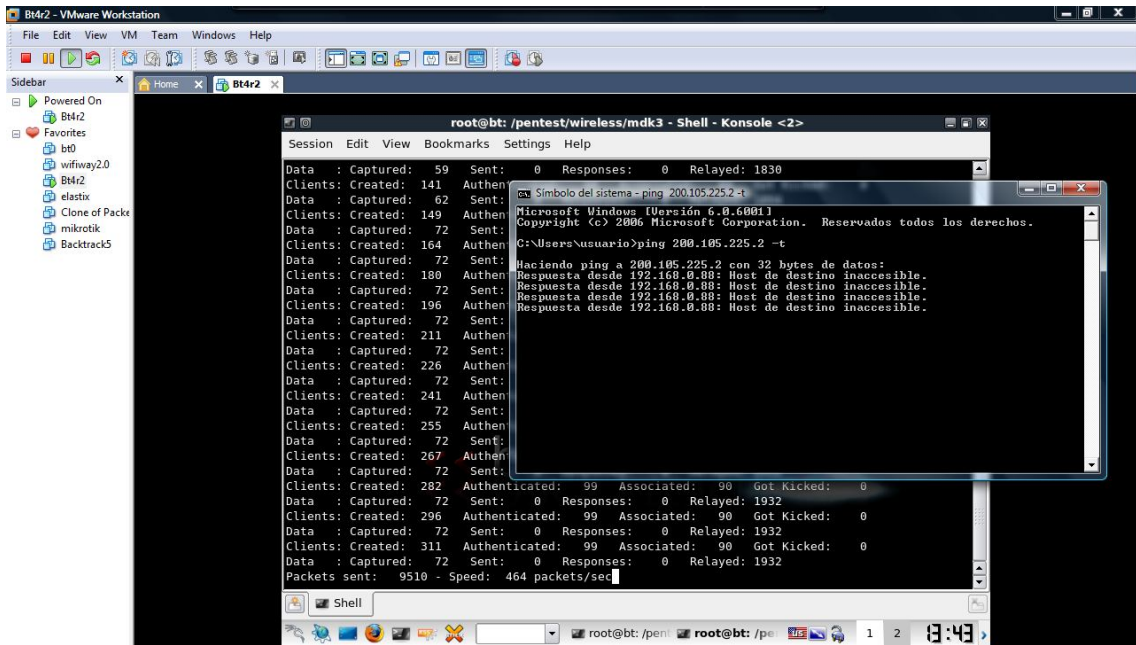 Bt4r2 - VMware Workstation
File Edit View VM Team Windows Help
Sidebar
Home Bt4r2
Powered On
Bt4r2
Favorites
bt0
wifiway2.0
Bt4r2
elastix
Clone of Packe
mikrotik
Backtrack5
root@bt: /pentest/wireless/mdk3 - Shell - Konsole <2>
Session Edit View Bookmarks Settings Help
Data : Captured: 59 Sent: 0 Responses: 0 Relayed: 1830
Clients: Created: 141 Authen
Data : Captured: 62 Sent:
Clients: Created: 149 Authen
Data : Captured: 72 Sent:
Clients: Created: 164 Authen
Data : Captured: 72 Sent:
Clients: Created: 180 Authen
Data : Captured: 72 Sent:
Clients: Created: 196 Authen
Data : Captured: 72 Sent:
Clients: Created: 211 Authen
Data : Captured: 72 Sent:
Clients: Created: 226 Authen
Data : Captured: 72 Sent:
Clients: Created: 241 Authen
Data : Captured: 72 Sent:
Clients: Created: 255 Authen
Data : Captured: 72 Sent:
Clients: Created: 267 Authen
Data : Captured: 72 Sent:
Clients: Created: 282 Authenticated: 99 Associated: 90 Got Kicked: 0
Data : Captured: 72 Sent: 0 Responses: 0 Relayed: 1932
Clients: Created: 296 Authenticated: 99 Associated: 90 Got Kicked: 0
Data : Captured: 72 Sent: 0 Responses: 0 Relayed: 1932
Clients: Created: 311 Authenticated: 99 Associated: 90 Got Kicked: 0
Data : Captured: 72 Sent: 0 Responses: 0 Relayed: 1932
Packets sent: 9510 - Speed: 464 packets/sec
Símbolo del sistema - ping 200.105.225.2 -t
Microsoft Windows [Versión 6.0.6001]
Copyright (c) 2006 Microsoft Corporation. Reservados todos los derechos.
C:\Users\usuario>ping 200.105.225.2 -t
Haciendo ping a 200.105.225.2 con 32 bytes de datos:
Respuesta desde 192.168.0.88: Host de destino inaccesible.
Respuesta desde 192.168.0.88: Host de destino inaccesible.
Respuesta desde 192.168.0.88: Host de destino inaccesible.
Respuesta desde 192.168.0.88: Host de destino inaccesible.
Shell
root@bt: /pent root@bt: /pe US 1 2 13:43